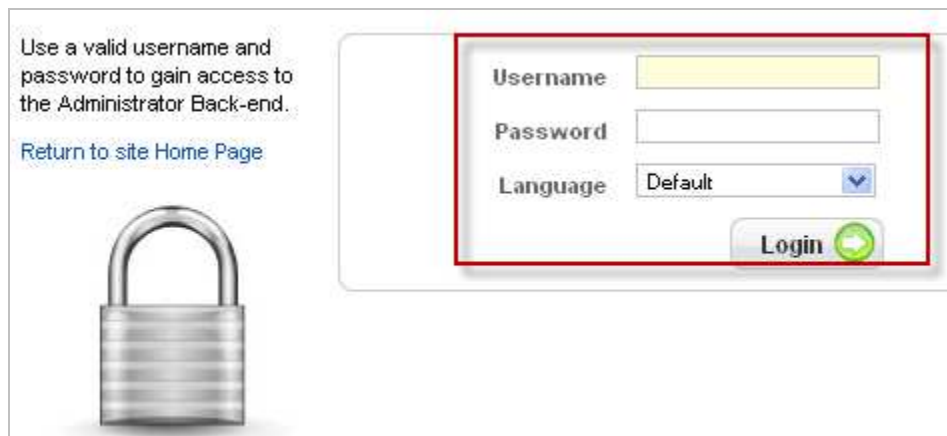 Use a valid username and
password to gain access to
the Administrator Back-end.
Return to site Home Page
Username
Password
Language Default
Login